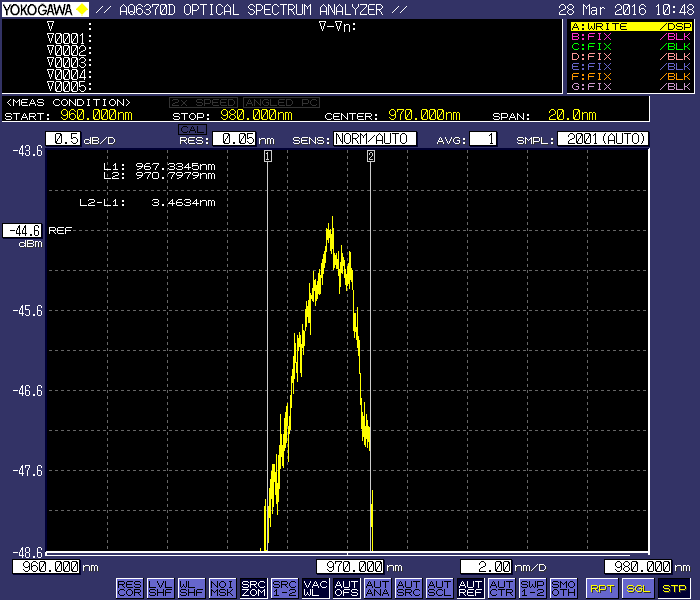 YOKOGAWA // AQ6370D OPTICAL SPECTRUM ANALYZER // 28 Mar 2016 10:48
∇ : ∇-∇n:
∇0001:
∇0002:
∇0003:
∇0004:
∇0005:
A:WRITE /DSP
B:FIX /BLK
C:FIX /BLK
D:FIX /BLK
E:FIX /BLK
F:FIX /BLK
G:FIX /BLK
<MEAS CONDITION> 2X SPEED ANGLED PC
START: 960.000nm STOP: 980.000nm CENTER: 970.000nm SPAN: 20.0nm
CAL
0.5 dB/D RES: 0.05 nm SENS: NORM/AUTO AVG: 1 SMPL: 2001(AUTO)
-43.6
1 2
L1: 967.3345nm
L2: 970.7979nm
L2-L1: 3.4634nm
-44.6 REF
dBm
-45.6
-46.6
-47.6
-48.6
960.000 nm 970.000 nm 2.00 nm/D 980.000 nm
RES COR LVL SHF WL SHF NOI MSK SRC ZOM SRC 1-2 VAC WL AUT OFS AUT ANA AUT SRC AUT SCL AUT REF AUT CTR SWP 1-2 SMO OTH RPT SGL STP